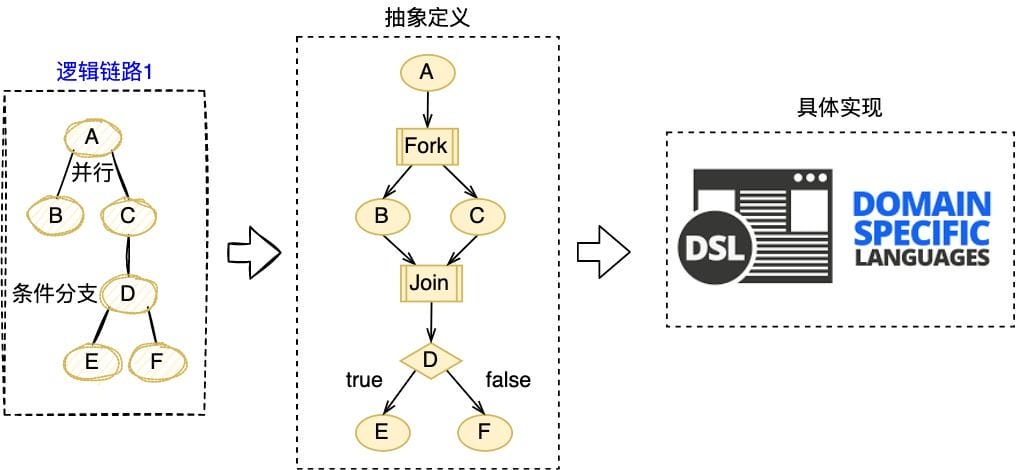 逻辑链路1
A
并行
B
C
条件分支
D
E
F
抽象定义
A
Fork
B
C
Join
D
true
false
E
F
具体实现
DSL
DOMAIN
SPECIFIC
LANGUAGES